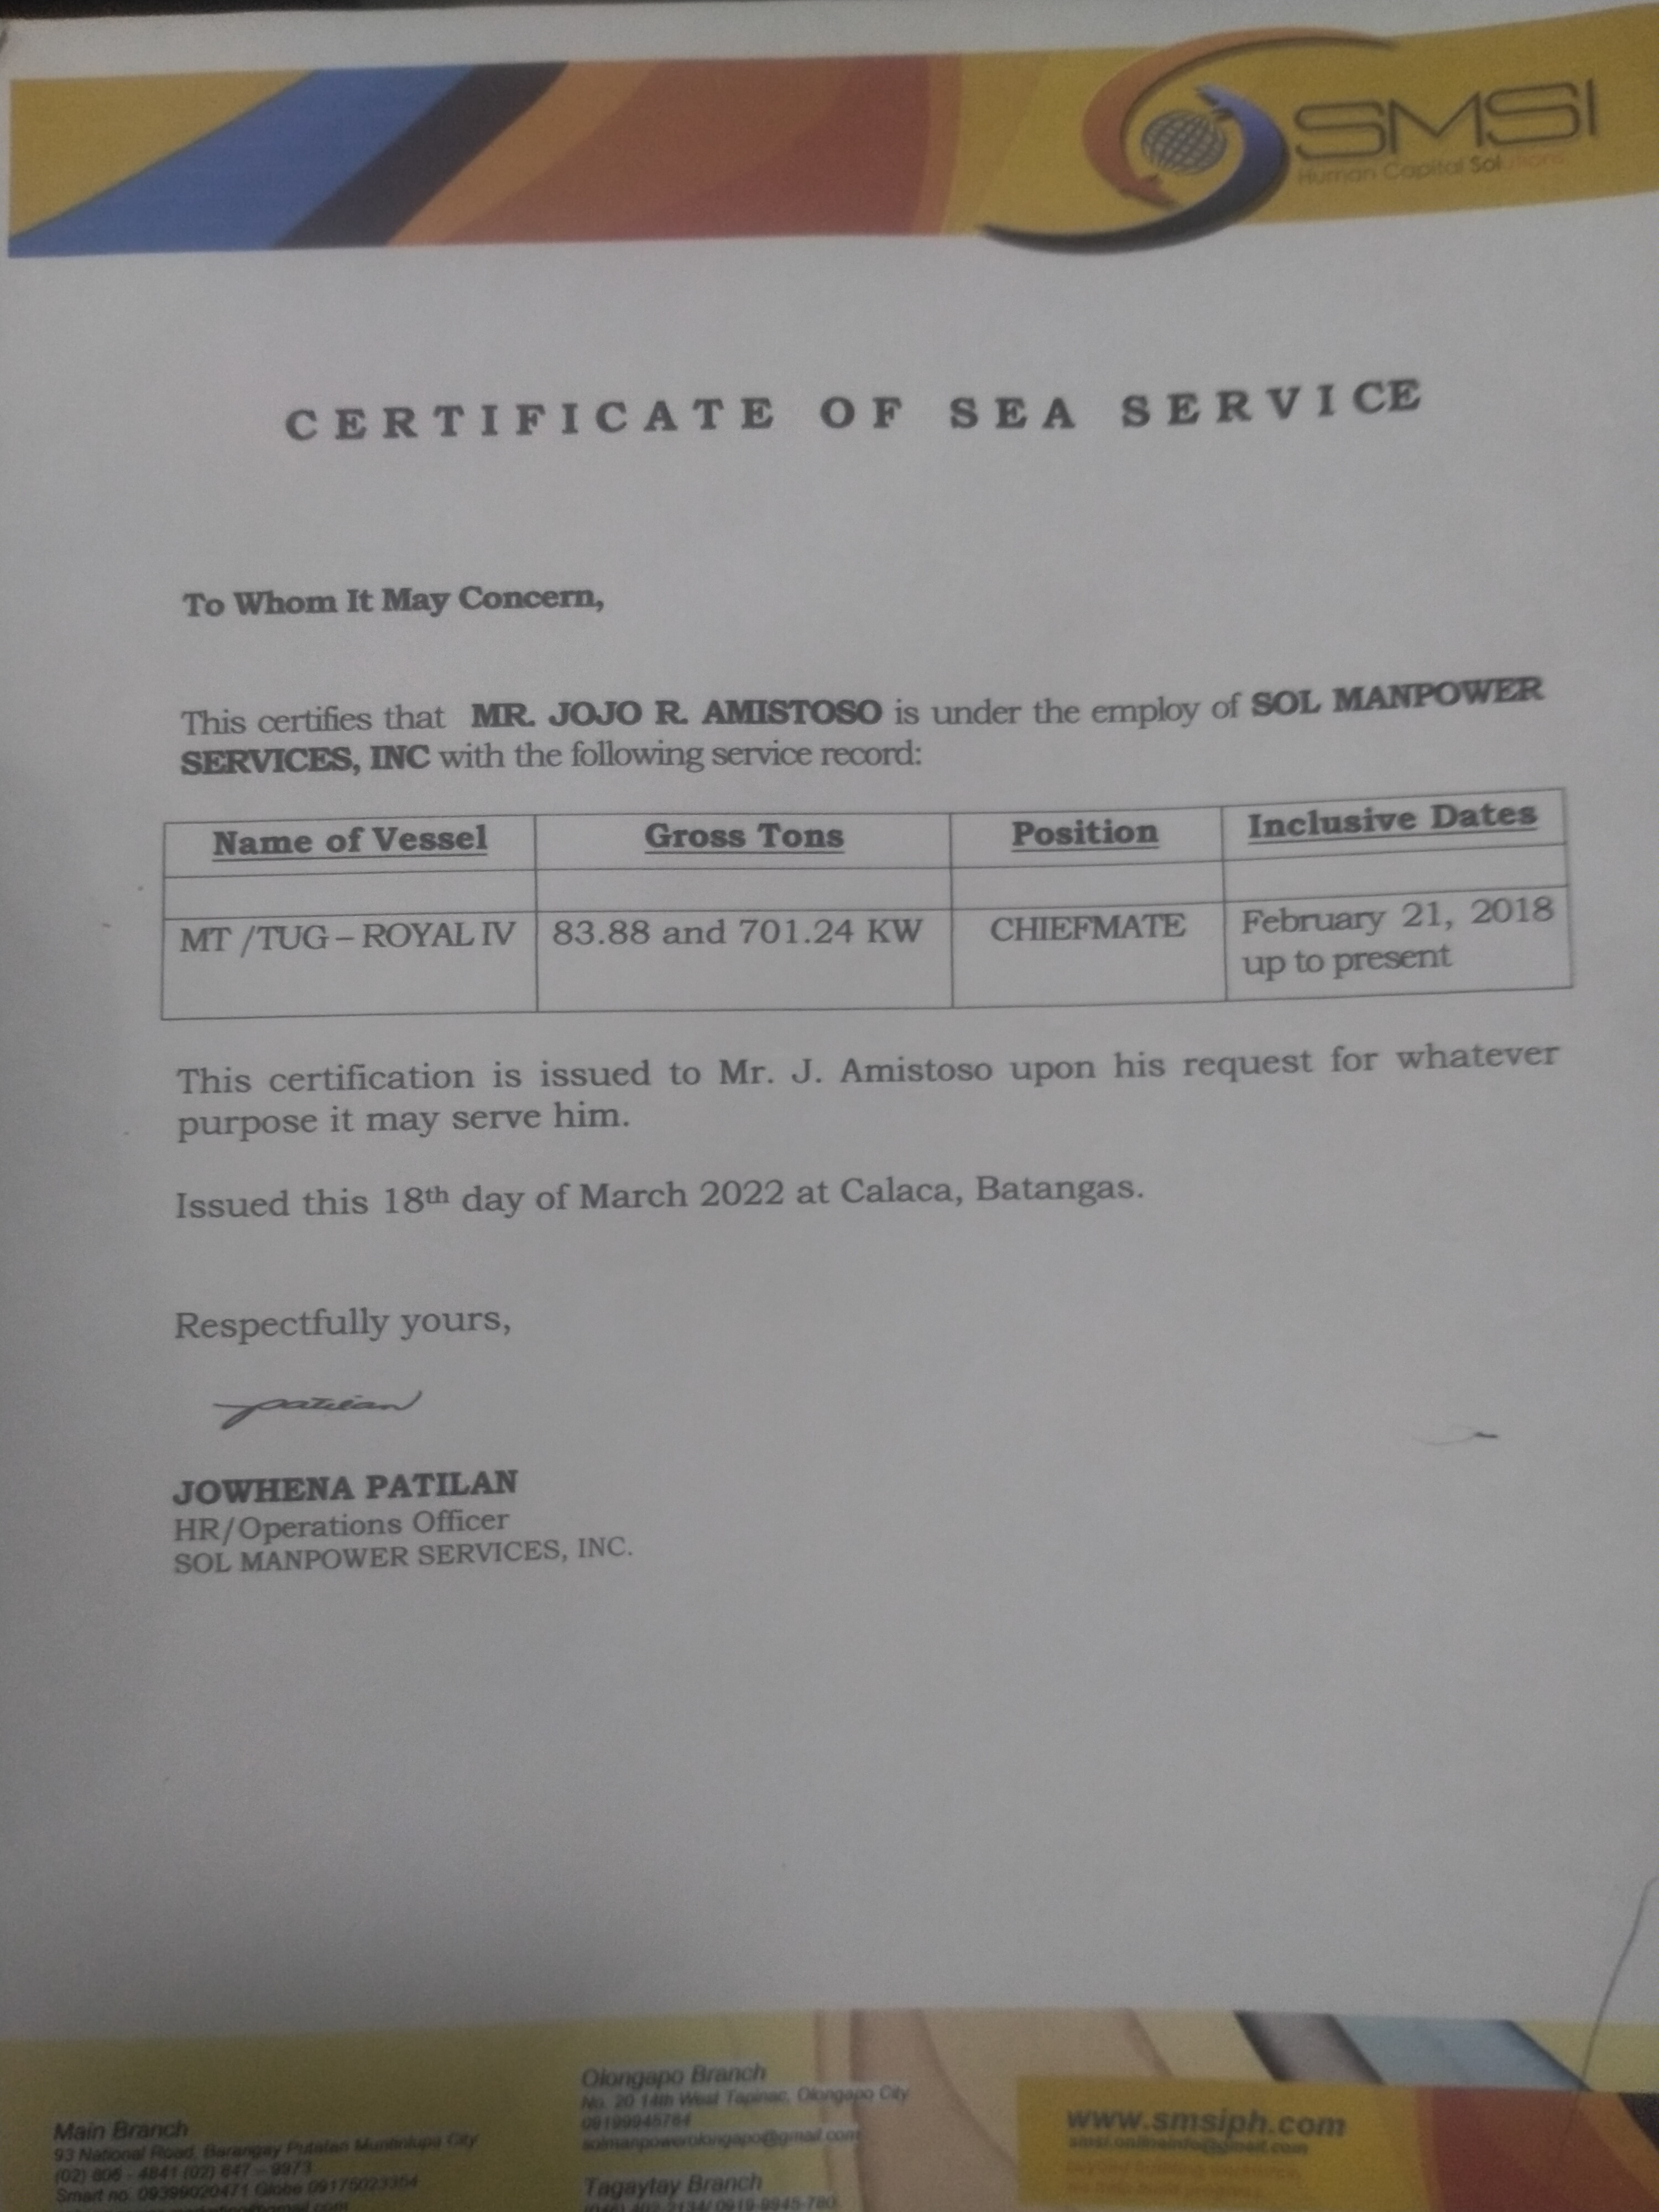 SMSI
Human Capital Solutions
CERTIFICATE OF SEA SERVICE
To Whom It May Concern,
This certifies that MR. JOJO R. AMISTOSO is under the employ of SOL MANPOWER
SERVICES, INC with the following service record:
Name of Vessel Gross Tons Position Inclusive Dates
MT /TUG – ROYAL IV 83.88 and 701.24 KW CHIEFMATE February 21, 2018
up to present
This certification is issued to Mr. J. Amistoso upon his request for whatever
purpose it may serve him.
Issued this 18th day of March 2022 at Calaca, Batangas.
Respectfully yours,
patilan
JOWHENA PATILAN
HR/Operations Officer
SOL MANPOWER SERVICES, INC.
Main Branch
93 National Road, Barangay Putatan Muntinlupa City
(02) 806 - 4841 (02) 847 – 9973
Smart no. 09399020471 Globe 09175023354
Olongapo Branch
No. 20 14th West Tapinac, Olongapo City
09199945784
solmanpowerolongapo@gmail.com
Tagaytay Branch
(046) 402-2134/ 0919-9945-780
www.smsiph.com
smsi.onlineinfo@gmail.com